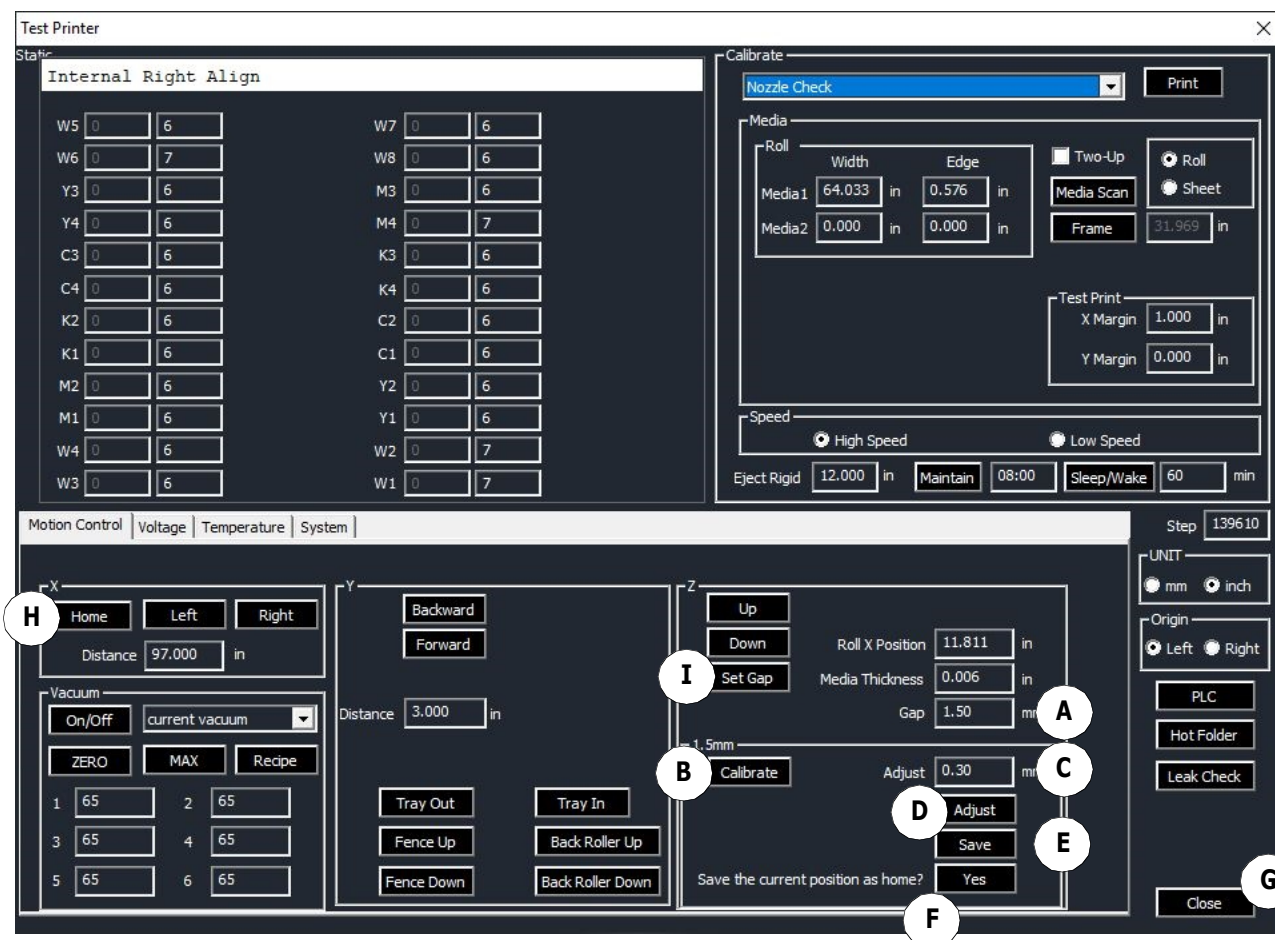 Test Printer
Static
Internal Right Align
W5 0 6 W7 0 6
W6 0 7 W8 0 6
Y3 0 6 M3 0 6
Y4 0 6 M4 0 7
C3 0 6 K3 0 6
C4 0 6 K4 0 6
K2 0 6 C2 0 6
K1 0 6 C1 0 6
M2 0 6 Y2 0 6
M1 0 6 Y1 0 6
W4 0 6 W2 0 7
W3 0 6 W1 0 7
Calibrate
Nozzle Check Print
Media
Roll
Width Edge
Media1 64.033 in 0.576 in
Media2 0.000 in 0.000 in
Two-Up
Media Scan
Frame 31.969 in
Roll
Sheet
Test Print
X Margin 1.000 in
Y Margin 0.000 in
Speed
High Speed Low Speed
Eject Rigid 12.000 in Maintain 08:00 Sleep/Wake 60 min
Motion Control Voltage Temperature System
X
H Home Left Right
Distance 97.000 in
Vacuum
On/Off current vacuum
ZERO MAX Recipe
1 65 2 65
3 65 4 65
5 65 6 65
Y
Backward
Forward
Distance 3.000 in
Tray Out Tray In
Fence Up Back Roller Up
Fence Down Back Roller Down
Z
Up
Down Roll X Position 11.811 in
I Set Gap Media Thickness 0.006 in
Gap 1.50 m A
1.5mm
B Calibrate Adjust 0.30 m C
D Adjust
Save E
Save the current position as home? Yes
F
Step 139610
UNIT
mm inch
Origin
Left Right
PLC
Hot Folder
Leak Check
G
Close